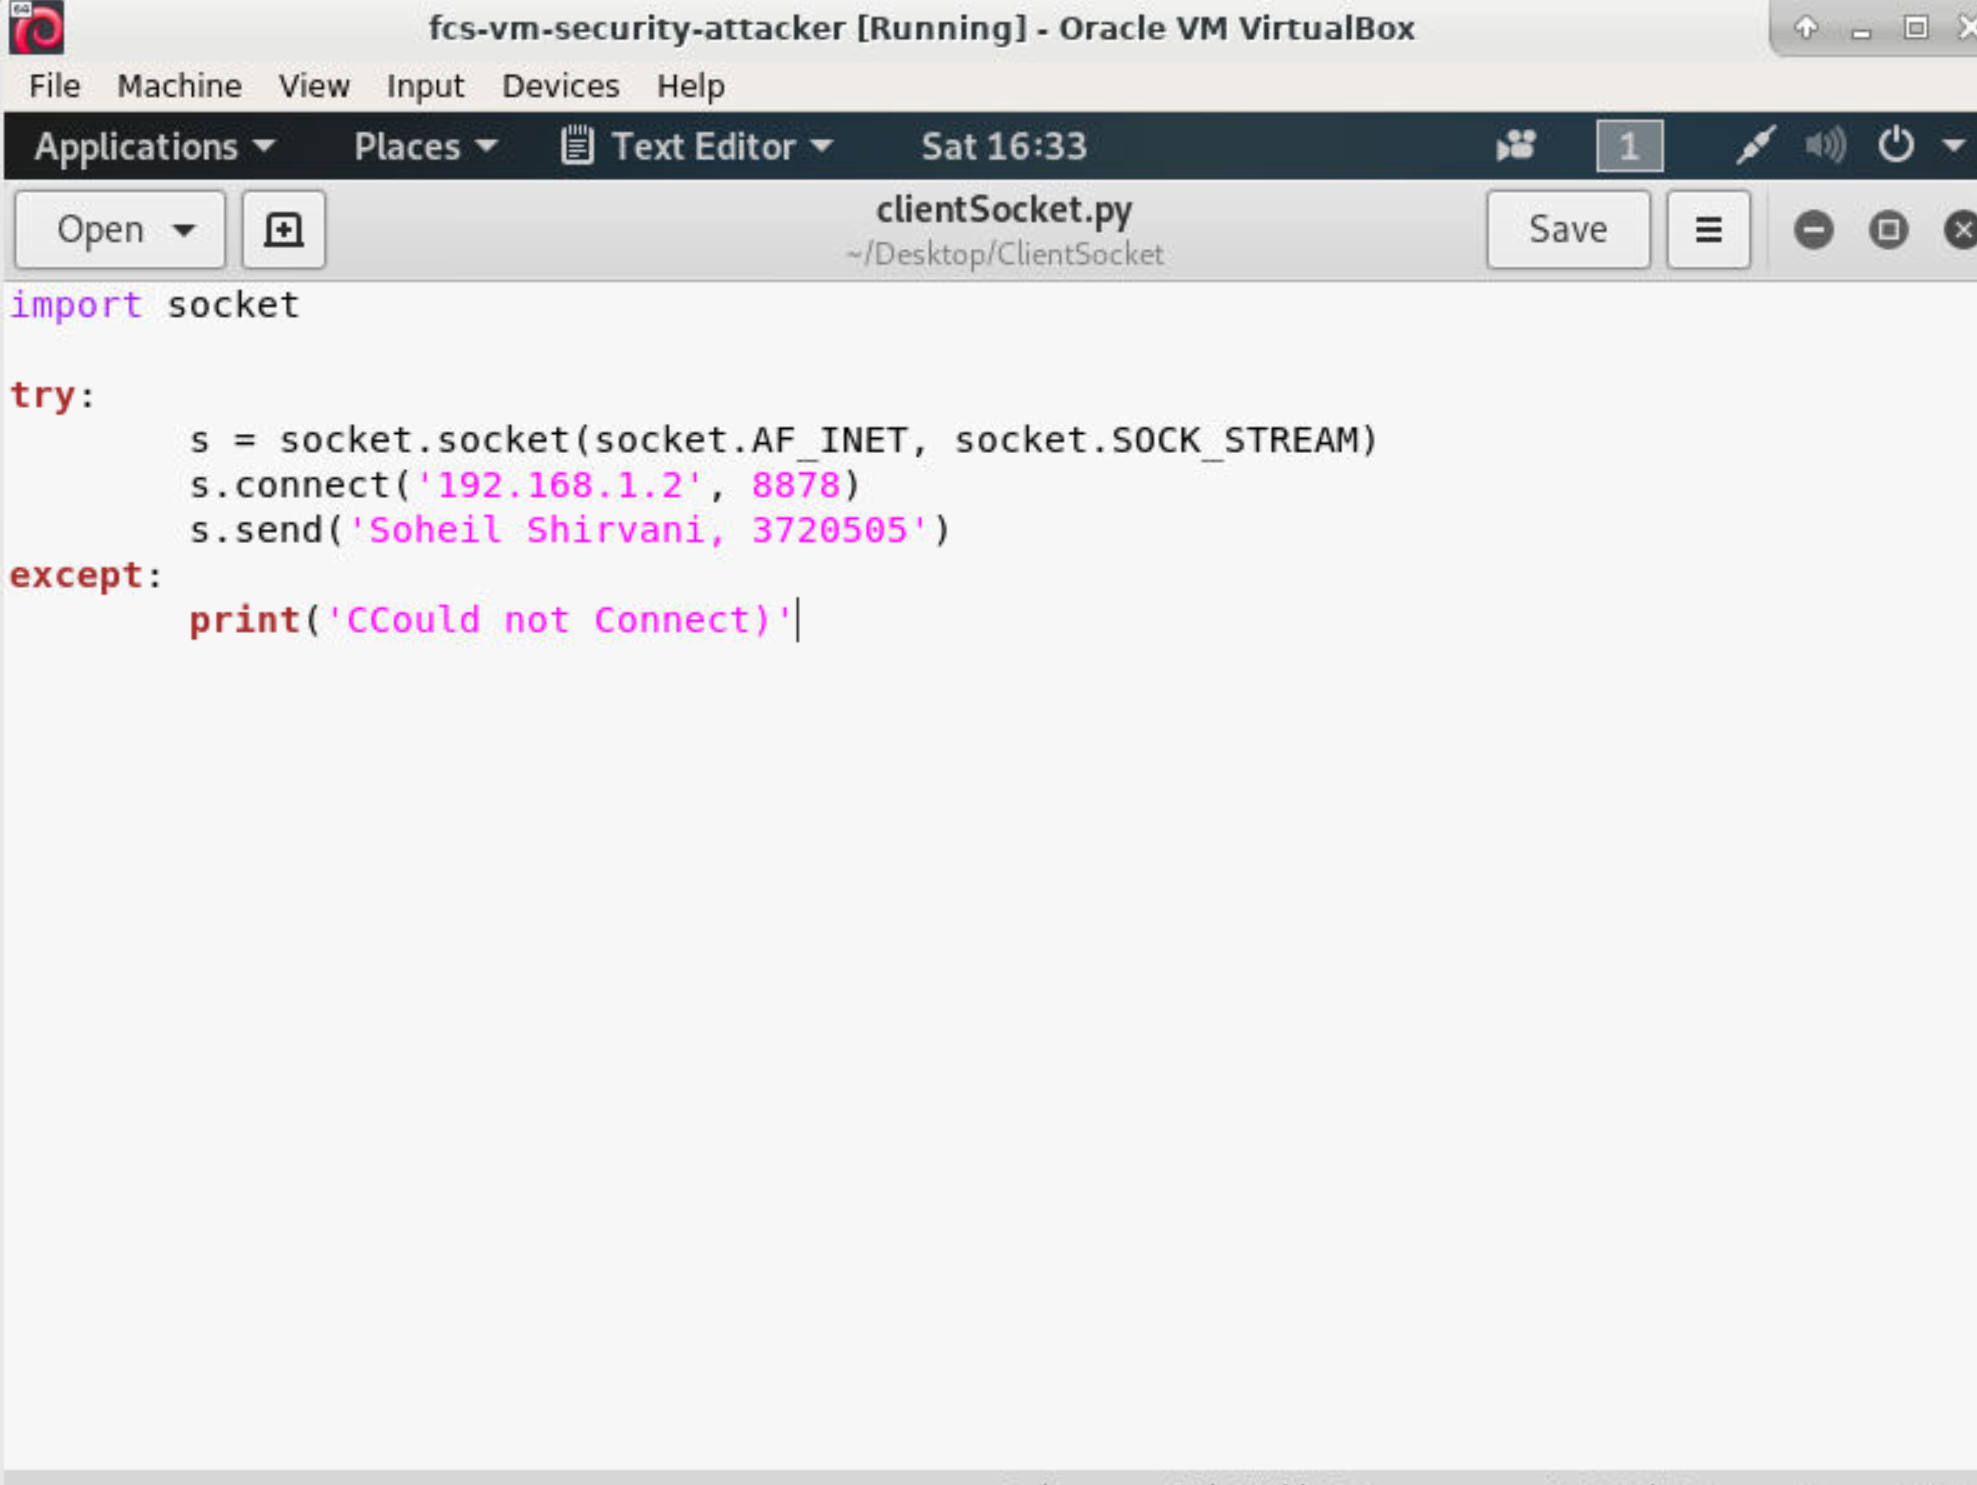 64
fcs-vm-security-attacker [Running] - Oracle VM VirtualBox
File Machine View Input Devices Help
Applications Places Text Editor Sat 16:33 1
Open clientSocket.py Save
~/Desktop/ClientSocket
import socket
try:
s = socket.socket(socket.AF_INET, socket.SOCK_STREAM)
s.connect('192.168.1.2', 8878)
s.send('Soheil Shirvani, 3720505')
except:
print('CCould not Connect)'